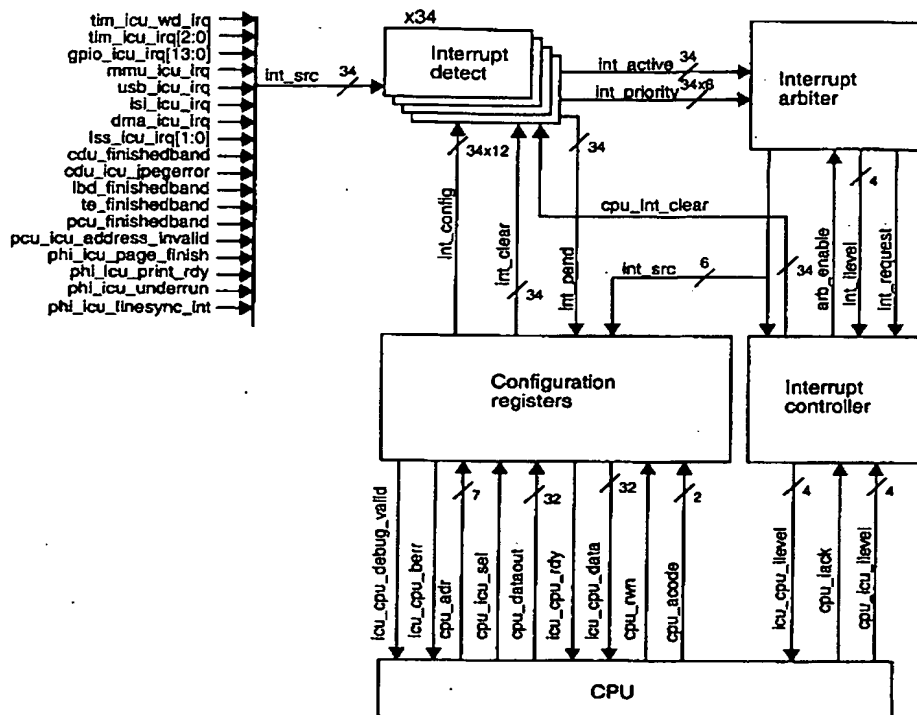 tim_icu_wd_irq
tim_icu_irq[2:0]
gpio_icu_irq[13:0]
mmu_icu_irq
usb_icu_irq
isi_icu_irq
dma_icu_irq
lss_icu_irq[1:0]
cdu_finishedband
cdu_icu_jpegerror
lbd_finishedband
te_finishedband
pcu_finishedband
pcu_icu_address_invalid
phi_icu_page_finish
phi_icu_print_rdy
phi_icu_underrun
phi_icu_linesync_int
int_src
34
x34
Interrupt
detect
int_active
34
int_priority
34x6
Interrupt
arbiter
34x12
34
int_config
int_clear
34
int_pend
cpu_int_clear
int_src
6
34
arb_enable
4
int_ilevel
int_request
Configuration
registers
Interrupt
controller
icu_cpu_debug_valid
icu_cpu_berr
cpu_adr
7
cpu_icu_sel
cpu_dataout
32
icu_cpu_rdy
icu_cpu_data
32
cpu_rwn
cpu_acode
2
icu_cpu_ilevel
4
cpu_iack
cpu_icu_ilevel
4
CPU